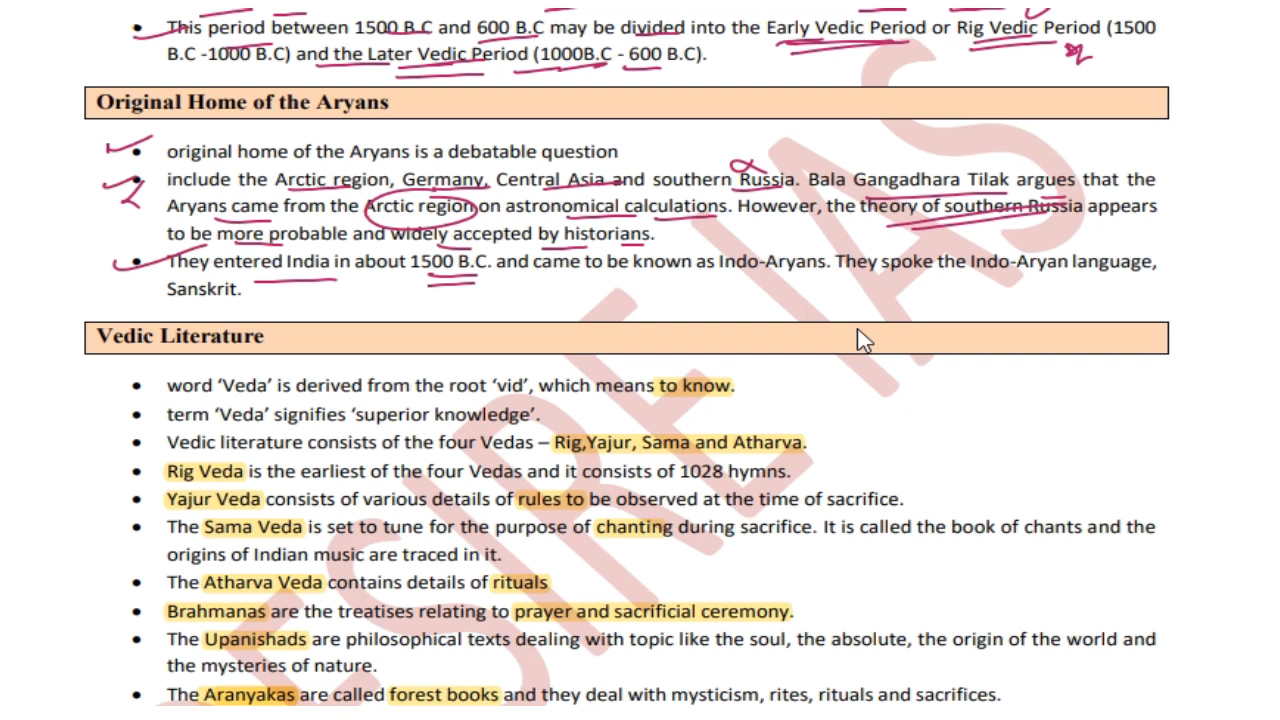 • This period between 1500 B.C and 600 B.C may be divided into the Early Vedic Period or Rig Vedic Period (1500
B.C -1000 B.C) and the Later Vedic Period (1000B.C - 600 B.C).
Original Home of the Aryans
• original home of the Aryans is a debatable question
• include the Arctic region, Germany, Central Asia and southern Russia. Bala Gangadhara Tilak argues that the
Aryans came from the Arctic region on astronomical calculations. However, the theory of southern Russia appears
to be more probable and widely accepted by historians.
• They entered India in about 1500 B.C. and came to be known as Indo-Aryans. They spoke the Indo-Aryan language,
Sanskrit.
Vedic Literature
• word ‘Veda’ is derived from the root ‘vid’, which means to know.
• term ‘Veda’ signifies ‘superior knowledge’.
• Vedic literature consists of the four Vedas – Rig,Yajur, Sama and Atharva.
• Rig Veda is the earliest of the four Vedas and it consists of 1028 hymns.
• Yajur Veda consists of various details of rules to be observed at the time of sacrifice.
• The Sama Veda is set to tune for the purpose of chanting during sacrifice. It is called the book of chants and the
origins of Indian music are traced in it.
• The Atharva Veda contains details of rituals
• Brahmanas are the treatises relating to prayer and sacrificial ceremony.
• The Upanishads are philosophical texts dealing with topic like the soul, the absolute, the origin of the world and
the mysteries of nature.
• The Aranyakas are called forest books and they deal with mysticism, rites, rituals and sacrifices.
ESIRE IAS